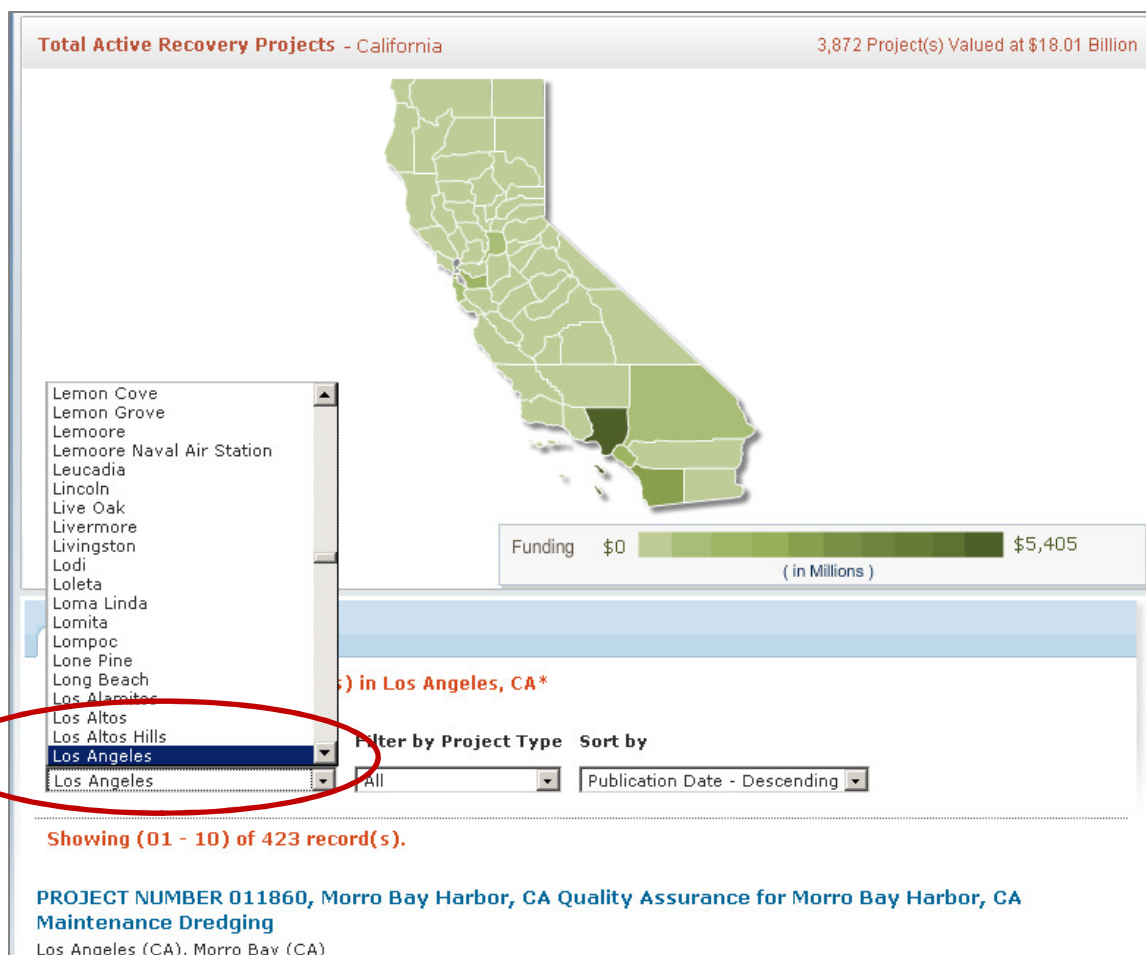 Total Active Recovery Projects - California
3,872 Project(s) Valued at $18.01 Billion
Funding $0 $5,405
( in Millions )
Lemon Cove
Lemon Grove
Lemoore
Lemoore Naval Air Station
Leucadia
Lincoln
Live Oak
Livermore
Livingston
Lodi
Loleta
Loma Linda
Lomita
Lompoc
Lone Pine
Long Beach
Los Alamitos
Los Altos
Los Altos Hills
Los Angeles
s) in Los Angeles, CA*
Filter by Project Type Sort by
Los Angeles All Publication Date - Descending
Showing (01 - 10) of 423 record(s).
PROJECT NUMBER 011860, Morro Bay Harbor, CA Quality Assurance for Morro Bay Harbor, CA
Maintenance Dredging
Los Angeles (CA), Morro Bay (CA)